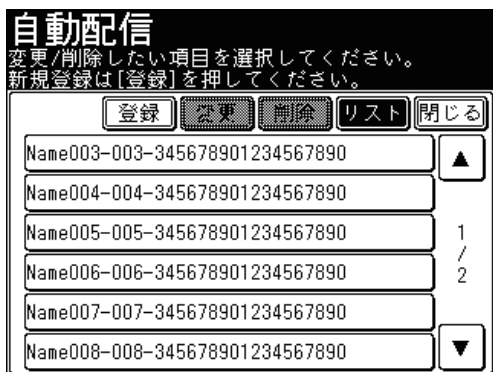 自動配信
変更/削除したい項目を選択してください。
新規登録は[登録]を押してください。
登録 変更 削除 リスト 閉じる
Name003-003-345678901234567890
▲
Name004-004-345678901234567890
Name005-005-345678901234567890
1
/
2
Name006-006-345678901234567890
Name007-007-345678901234567890
Name008-008-345678901234567890
▼